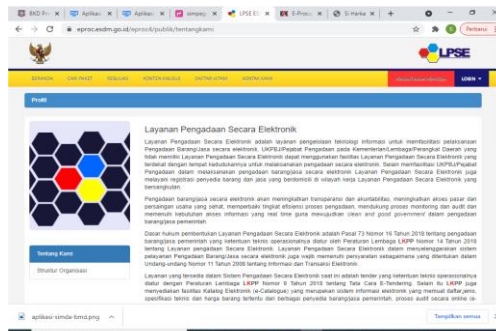 BKD Pro
Aplikasi
Aplikasi
simpeg
LPSE ES
E-Procu
Si Harka
eproc.esdm.go.id/eproc4/publik/tentangkami
Perbarui
LPSE
BERANDA CARI PAKET REGULASI KONTEN KHUSUS DAFTAR HITAM KONTAK KAMI
LOGIN
Profil
Layanan Pengadaan Secara Elektronik
Layanan Pengadaan Secara Elektronik adalah layanan pengelolaan teknologi informasi untuk memfasilitasi pelaksanaan
Pengadaan Barang/Jasa secara elektronik. UKPBJ/Pejabat Pengadaan pada Kementerian/Lembaga/Perangkat Daerah yang
tidak memiliki Layanan Pengadaan Secara Elektronik dapat menggunakan fasilitas Layanan Pengadaan Secara Elektronik yang
terdekat dengan tempat kedudukannya untuk melaksanakan pengadaan secara elektronik. Selain memfasilitasi UKPBJ/Pejabat
Pengadaan dalam melaksanakan pengadaan barang/jasa secara elektronik Layanan Pengadaan Secara Elektronik juga
melayani registrasi penyedia barang dan jasa yang berdomisili di wilayah kerja Layanan Pengadaan Secara Elektronik yang
bersangkutan.
Pengadaan barang/jasa secara elektronik akan meningkatkan transparansi dan akuntabilitas, meningkatkan akses pasar dan
persaingan usaha yang sehat, memperbaiki tingkat efisiensi proses pengadaan, mendukung proses monitoring dan audit dan
memenuhi kebutuhan akses informasi yang real time guna mewujudkan clean and good government dalam pengadaan
barang/jasa pemerintah.
Dasar hukum pembentukan Layanan Pengadaan Secara Elektronik adalah Pasal 73 Nomor 16 Tahun 2018 tentang pengadaan
barang/jasa pemerintah yang ketentuan teknis operasionalnya diatur oleh Peraturan Lembaga LKPP Nomor 14 Tahun 2018
tentang Layanan pengadaan Secara Elektronik. Layanan Pengadaan Secara Elektronik dalam menyelenggarakan sistem
pelayanan Pengadaan Barang/Jasa secara elektronik juga wajib memenuhi persyaratan sebagaimana yang ditentukan dalam
Undang-undang Nomor 11 Tahun 2008 tentang Informasi dan Transaksi Elektronik.
Tentang Kami
Struktur Organisasi
Layanan yang tersedia dalam Sistem Pengadaan Secara Elektronik saat ini adalah tender yang ketentuan teknis operasionalnya
diatur dengan Peraturan Lembaga LKPP Nomor 9 Tahun 2018 tentang Tata Cara E-Tendering. Selain itu LKPP juga
menyediakan fasilitas Katalog Elektronik (e-Catalogue) yang merupakan sistem informasi elektronik yang memuat daftar,jenis,
spesifikasi teknis dan harga barang tertentu dari berbagai penyedia barang/jasa pemerintah, proses audit secara online (e-
aplikasi-simda-bmd.png
Tampilkan semua